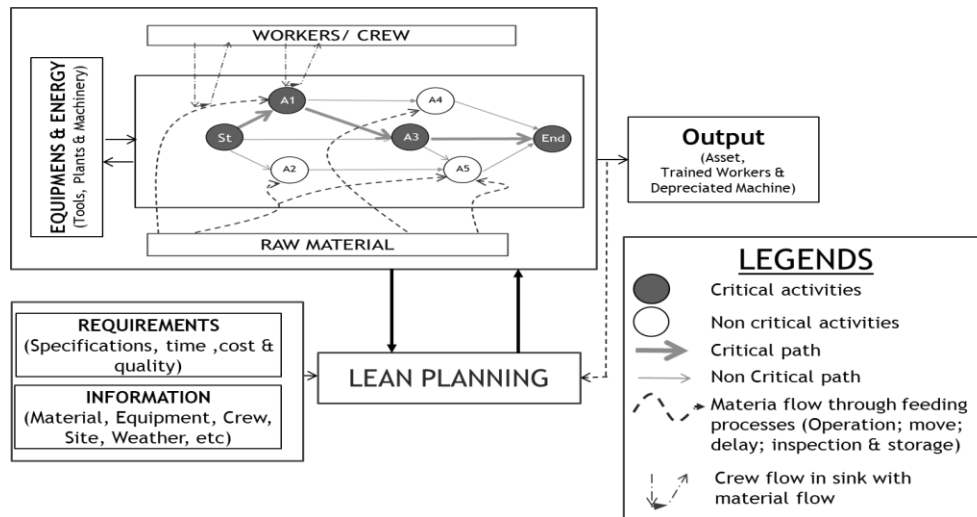 WORKERS/ CREW
EQUIPMENS & ENERGY
(Tools, Plants & Machinery)
A1
A4
St
A3
End
A2
A5
RAW MATERIAL
Output
(Asset,
Trained Workers &
Depreciated Machine)
REQUIREMENTS
(Specifications, time ,cost &
quality)
INFORMATION
(Material, Equipment, Crew,
Site, Weather, etc)
LEAN PLANNING
LEGENDS
Critical activities
Non critical activities
Critical path
Non Critical path
Materia flow through feeding
processes (Operation; move;
delay; inspection & storage)
Crew flow in sink with
material flow